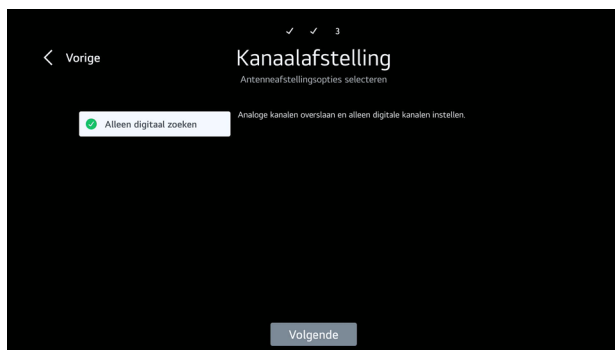 3
Vorige
Kanaalafstelling
Antenneafstellingsopties selecteren
Alleen digitaal zoeken
Analoge kanalen overslaan en alleen digitale kanalen instellen.
Volgende